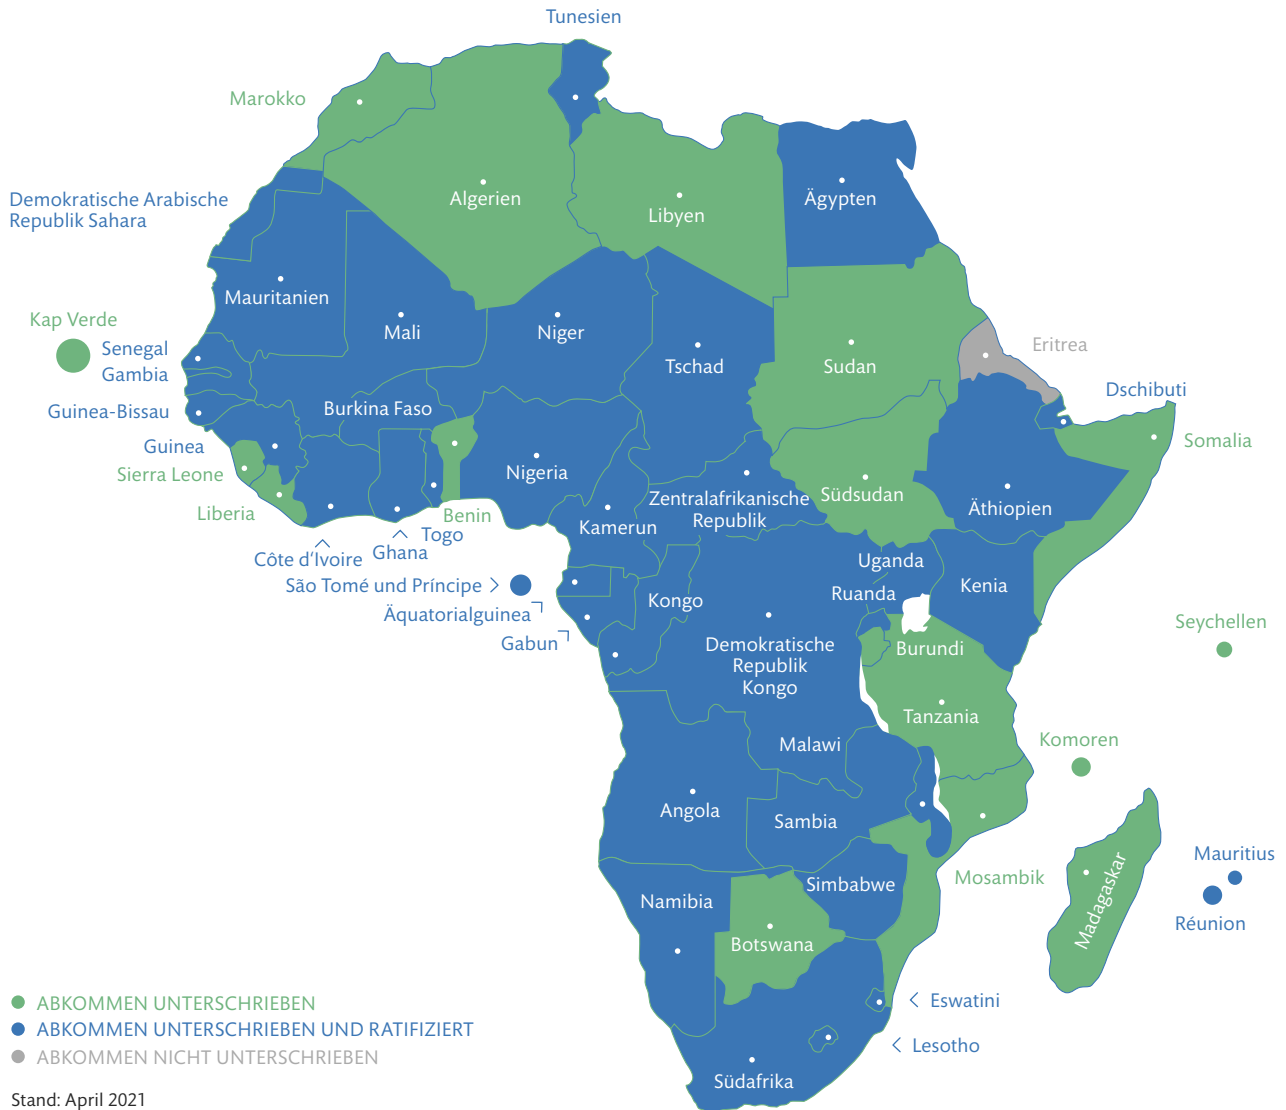 Tunesien
Marokko
Algerien
Libyen
Ägypten
Demokratische Arabische
Republik Sahara
Mauritanien
Mali
Niger
Tschad
Sudan
Eritrea
Kap Verde
Senegal
Gambia
Guinea-Bissau
Guinea
Sierra Leone
Liberia
Burkina Faso
Nigeria
Benin
Togo
Ghana
Côte d'Ivoire
Dschibuti
Somalia
Äthiopien
Südsudan
Zentralafrikanische
Republik
Kamerun
São Tomé und Príncipe
Äquatorialguinea
Gabun
Kongo
Uganda
Ruanda
Kenia
Burundi
Demokratische
Republik
Kongo
Tanzania
Seychellen
Komoren
Malawi
Angola
Sambia
Mosambik
Madagaskar
Mauritius
Réunion
Simbabwe
Namibia
Botswana
Eswatini
Lesotho
Südafrika
ABKOMMEN UNTERSCHRIEBEN
ABKOMMEN UNTERSCHRIEBEN UND RATIFIZIERT
ABKOMMEN NICHT UNTERSCHRIEBEN
Stand: April 2021